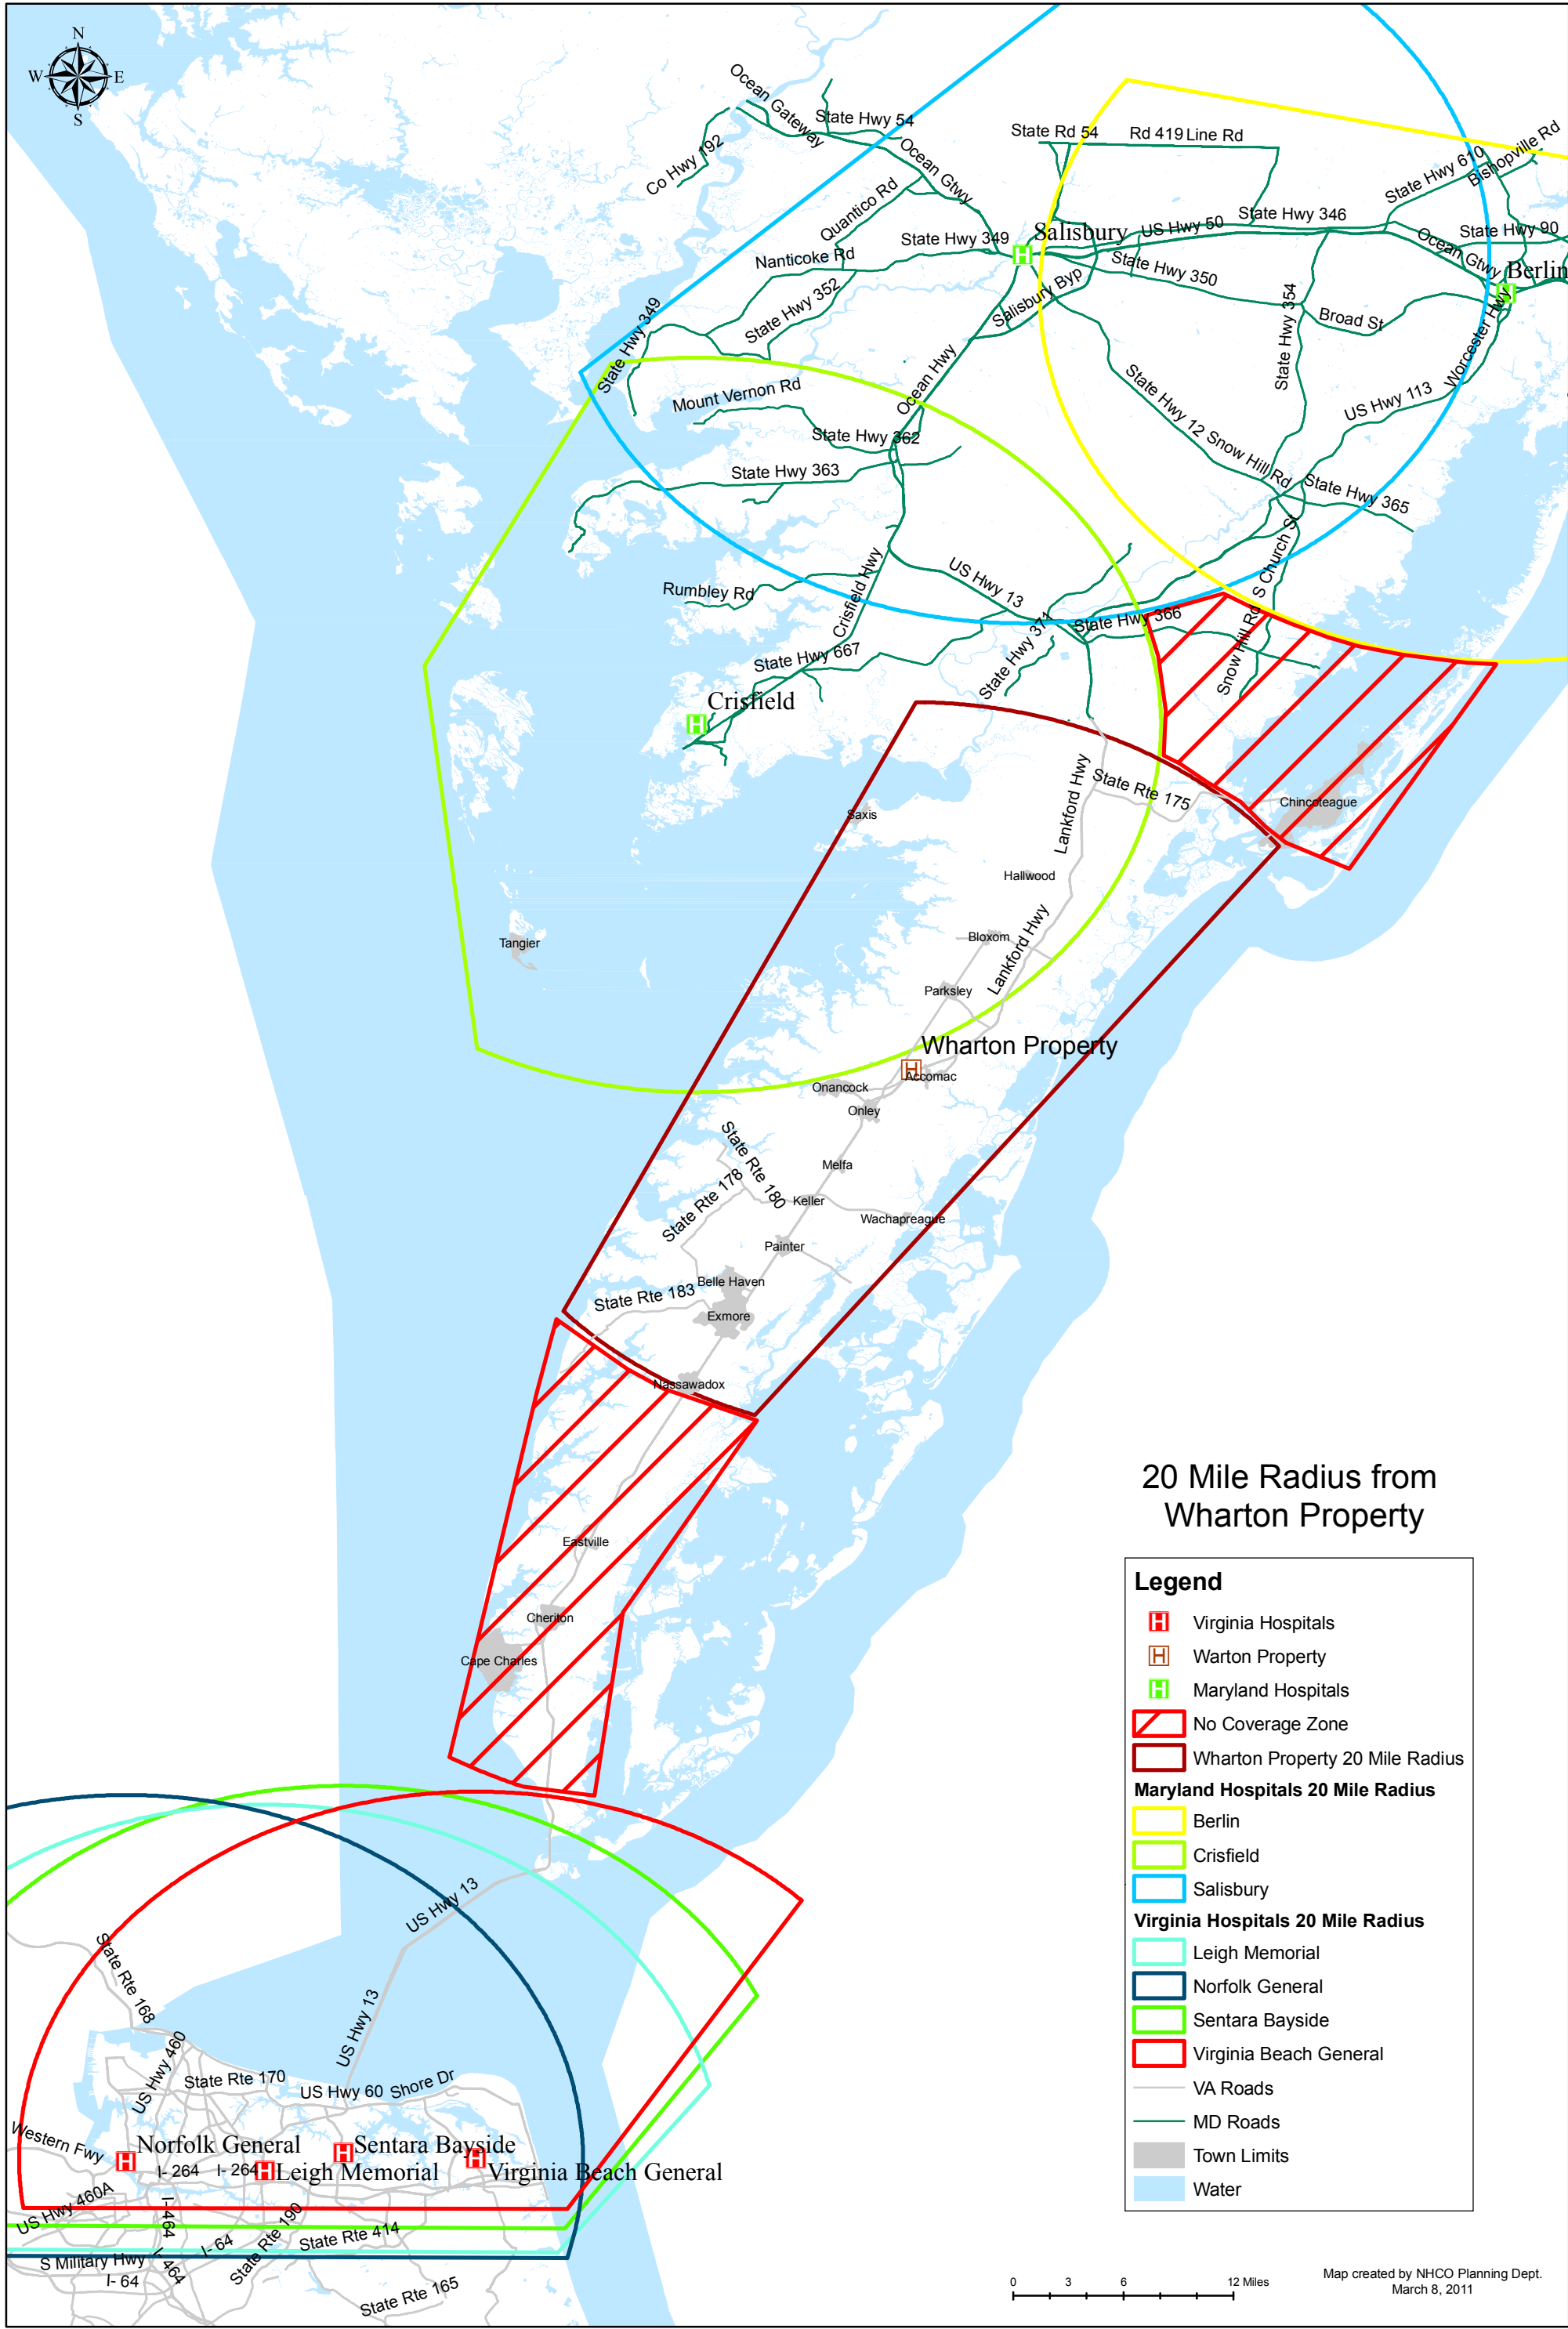 N
W E
S
Ocean Gateway
State Hwy 54
Co Hwy 192
Ocean Gtwy
State Rd 54
Rd 419 Line Rd
State Hwy 610
Bishopville Rd
Quantico Rd
State Hwy 349
Salisbury
US Hwy 50
State Hwy 346
State Hwy 90
Ocean Gtwy
Berlin
Nanticoke Rd
State Hwy 352
Salisbury Byp
State Hwy 350
State Hwy 354
Broad St
Worcester Hwy
State Hwy 349
Mount Vernon Rd
Ocean Hwy
State Hwy 12 Snow Hill Rd
US Hwy 113
State Hwy 362
State Hwy 363
State Hwy 365
Rumbley Rd
Crisfield Hwy
US Hwy 13
Snow Hill Rd S Church St
State Hwy 371
State Hwy 366
State Hwy 667
H Crisfield
Lankford Hwy
State Rte 175
Chincoteague
Saxis
Hallwood
Lankford Hwy
Bloxom
Tangier
Parksley
Wharton Property
H Accomac
Onancock
Onley
State Rte 180
Melfa
State Rte 178
Keller
Wachapreague
Painter
Belle Haven
State Rte 183
Exmore
Nassawadox
Eastville
Cheriton
Cape Charles
20 Mile Radius from
Wharton Property
Legend
H Virginia Hospitals
H Warton Property
H Maryland Hospitals
No Coverage Zone
Wharton Property 20 Mile Radius
Maryland Hospitals 20 Mile Radius
Berlin
Crisfield
Salisbury
Virginia Hospitals 20 Mile Radius
Leigh Memorial
Norfolk General
Sentara Bayside
Virginia Beach General
VA Roads
MD Roads
Town Limits
Water
US Hwy 13
State Rte 168
US Hwy 13
US Hwy 460
State Rte 170
US Hwy 60 Shore Dr
Western Fwy
H Norfolk General
H Sentara Bayside
I- 264 I- 264
H Leigh Memorial
H Virginia Beach General
US Hwy 460A
I-464
State Rte 190
I- 64
State Rte 414
S Military Hwy
I- 464
I- 64
State Rte 165
0 3 6 12 Miles
Map created by NHCO Planning Dept.
March 8, 2011